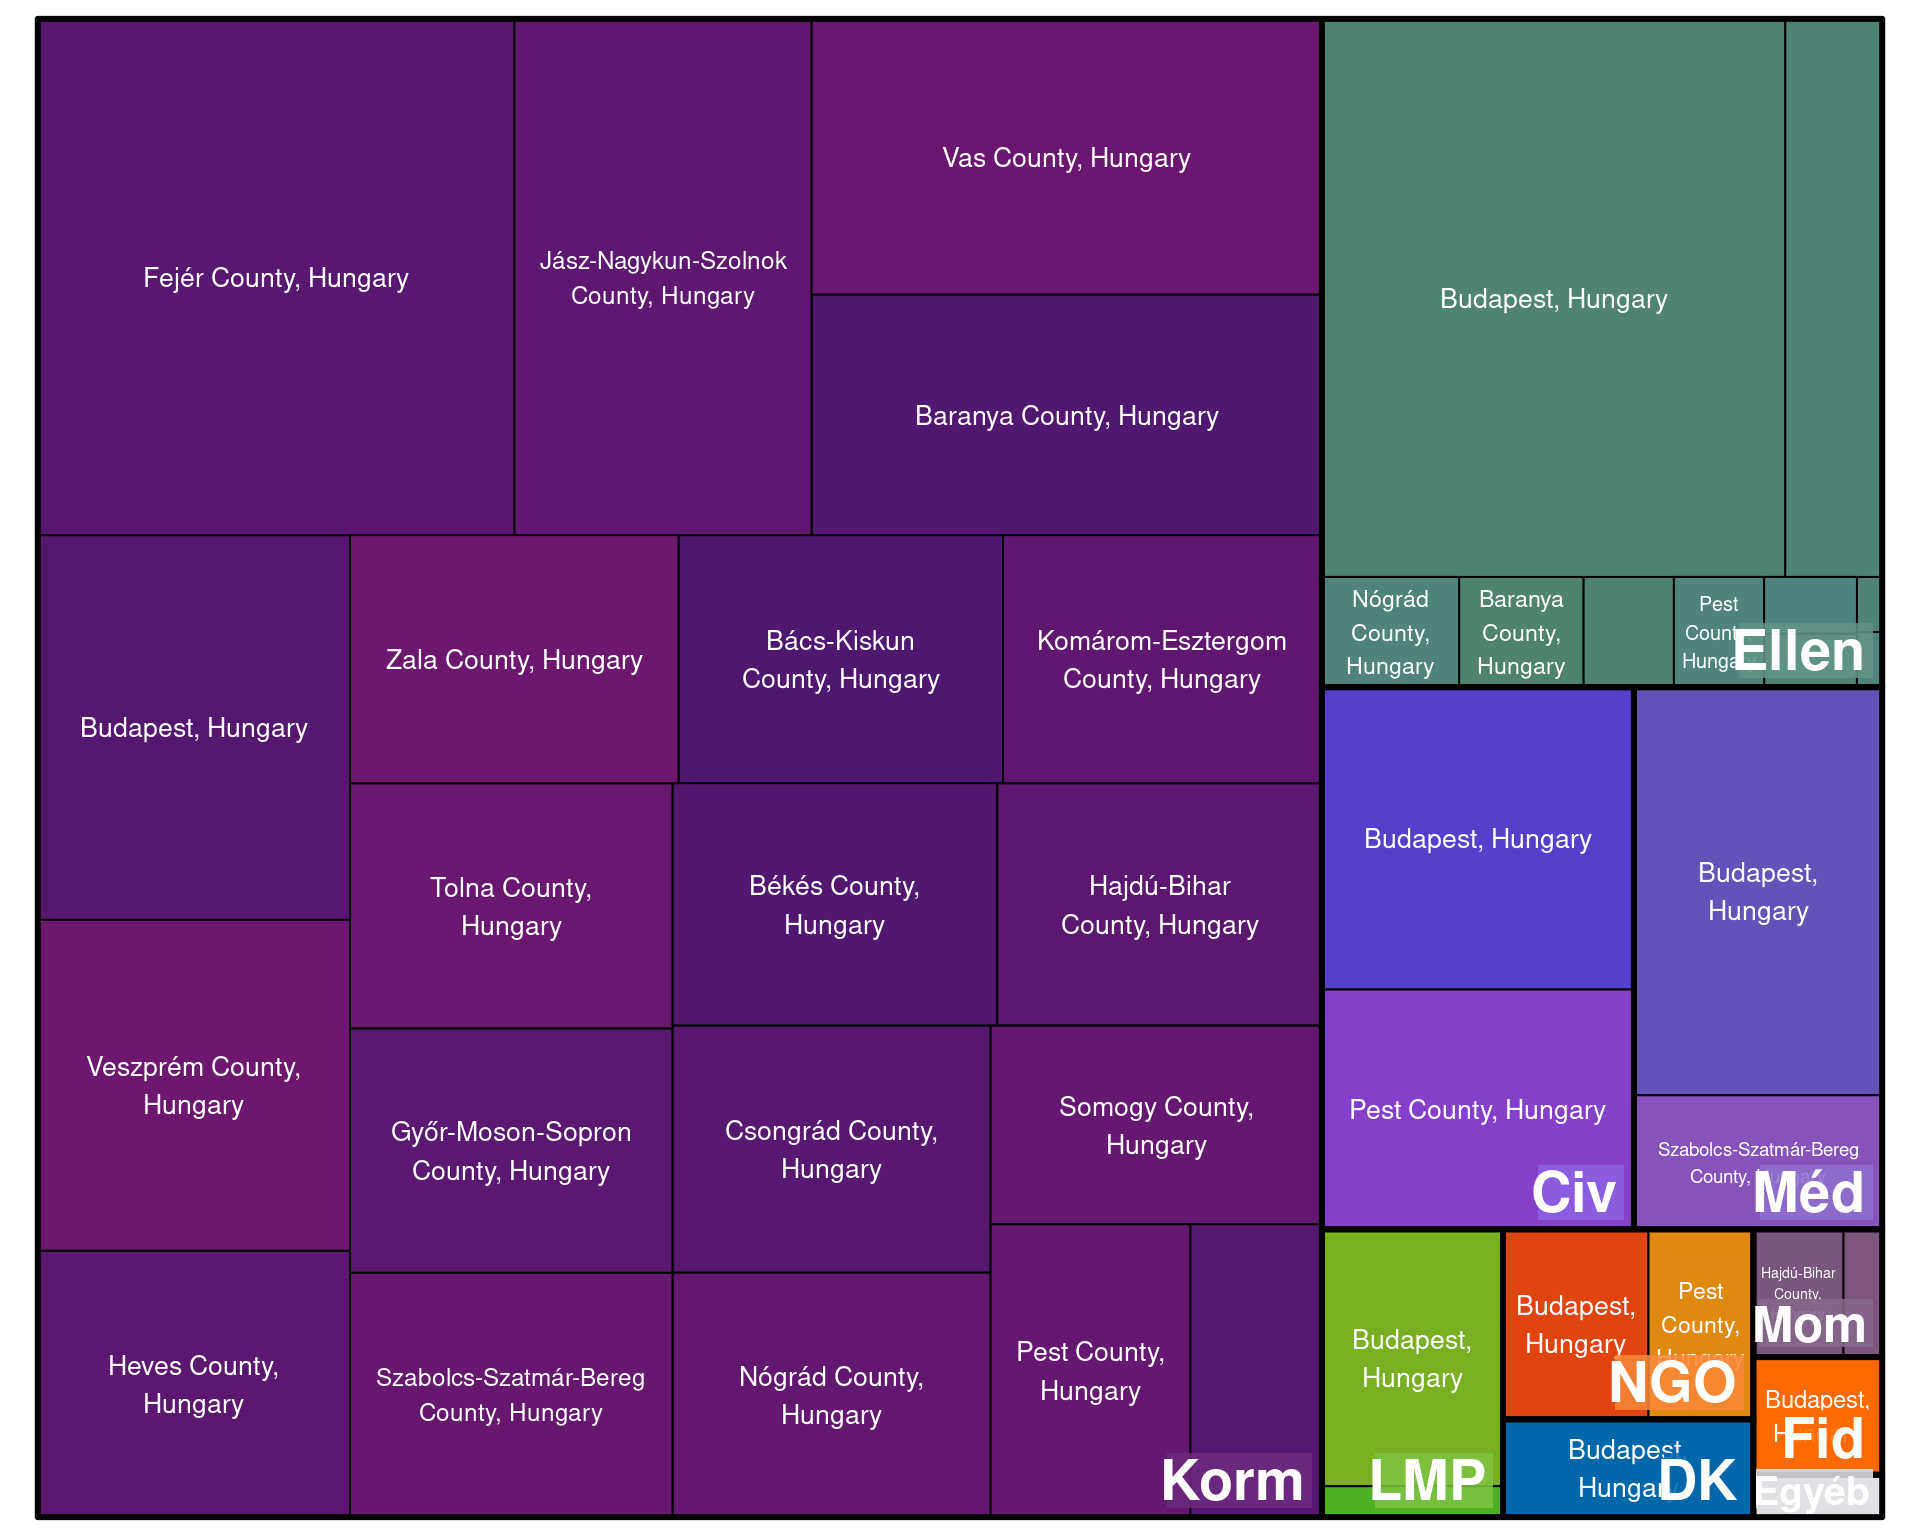 Fejér County, Hungary
Jász-Nagykun-Szolnok
County, Hungary
Vas County, Hungary
Baranya County, Hungary
Budapest, Hungary
Zala County, Hungary
Bács-Kiskun
County, Hungary
Komárom-Esztergom
County, Hungary
Tolna County,
Hungary
Békés County,
Hungary
Hajdú-Bihar
County, Hungary
Veszprém County,
Hungary
Győr-Moson-Sopron
County, Hungary
Csongrád County,
Hungary
Somogy County,
Hungary
Heves County,
Hungary
Szabolcs-Szatmár-Bereg
County, Hungary
Nógrád County,
Hungary
Pest County,
Hungary
Korm
Budapest, Hungary
Nógrád
County,
Hungary
Baranya
County,
Hungary
Pest
Ellen
Budapest, Hungary
Pest County, Hungary
Civ
Budapest,
Hungary
Szabolcs-Szatmár-Bereg
County,
Méd
Budapest,
Hungary
LMP
Budapest,
Hungary
Pest
County,
Hungary
NGO
Budapest,
Hungary
DK
Hajdú-Bihar
County,
Mom
Budapest,
Fid
Egyéb